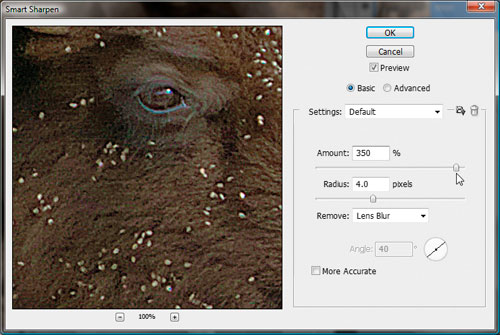 Smart Sharpen
OK
Cancel
Preview
Basic Advanced
Settings: Default
Amount: 350 %
Radius: 4.0 pixels
Remove: Lens Blur
Angle: 40 °
More Accurate
100%